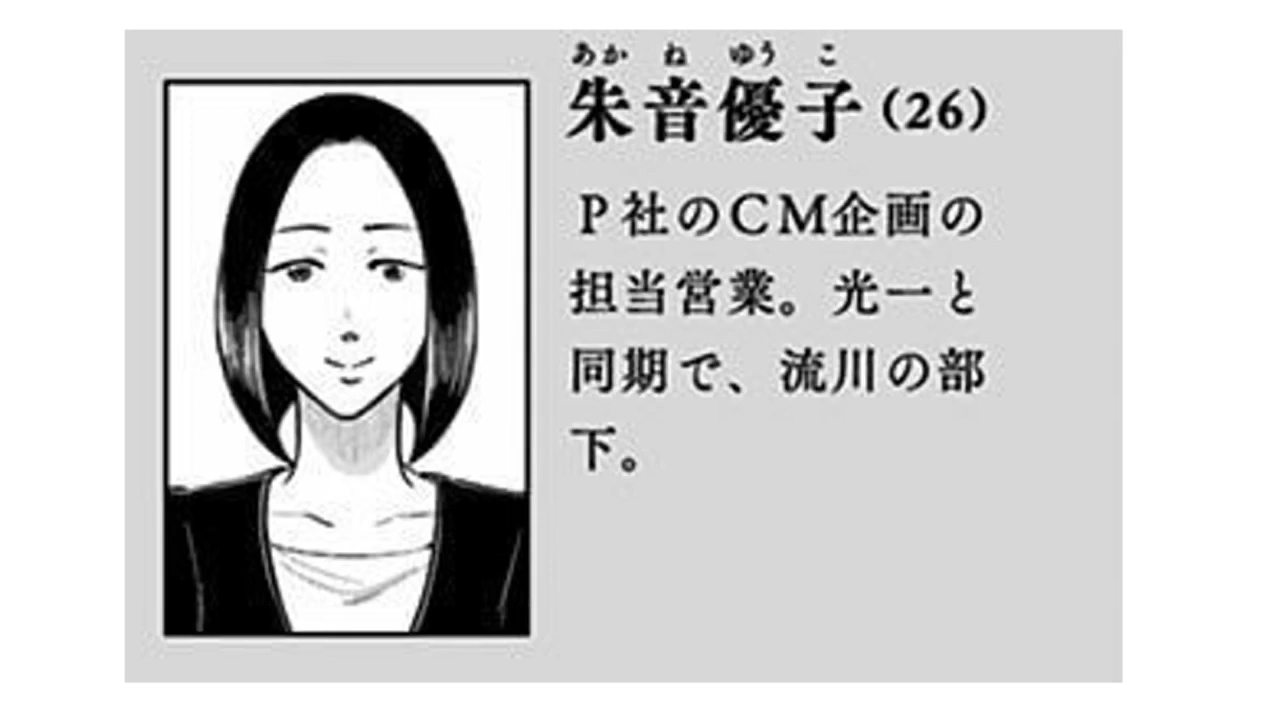 あか ね ゆう こ
朱音優子（26）
P社のCM企画の
担当営業。光一と
同期で、流川の部
下。